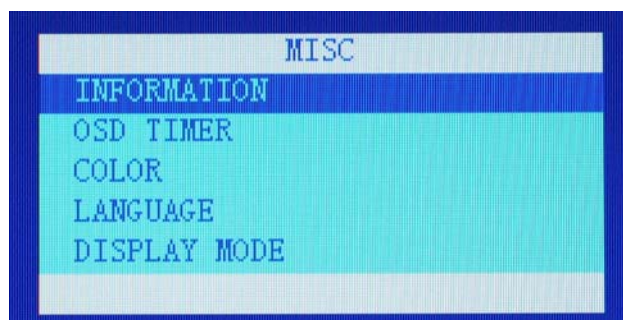 MISC
INFORMATION
OSD TIMER
COLOR
LANGUAGE
DISPLAY MODE